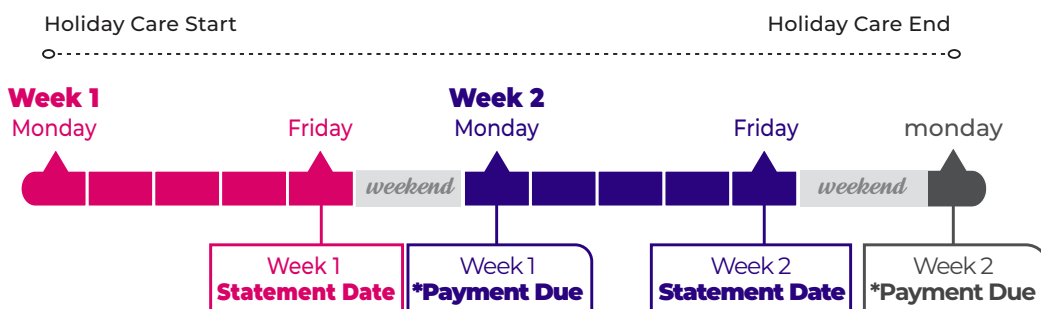 Holiday Care Start
Holiday Care End
Week 1
Week 2
Monday
Friday
Monday
Friday
monday
weekend
weekend
Week 1
Statement Date
Week 1
*Payment Due
Week 2
Statement Date
Week 2
*Payment Due